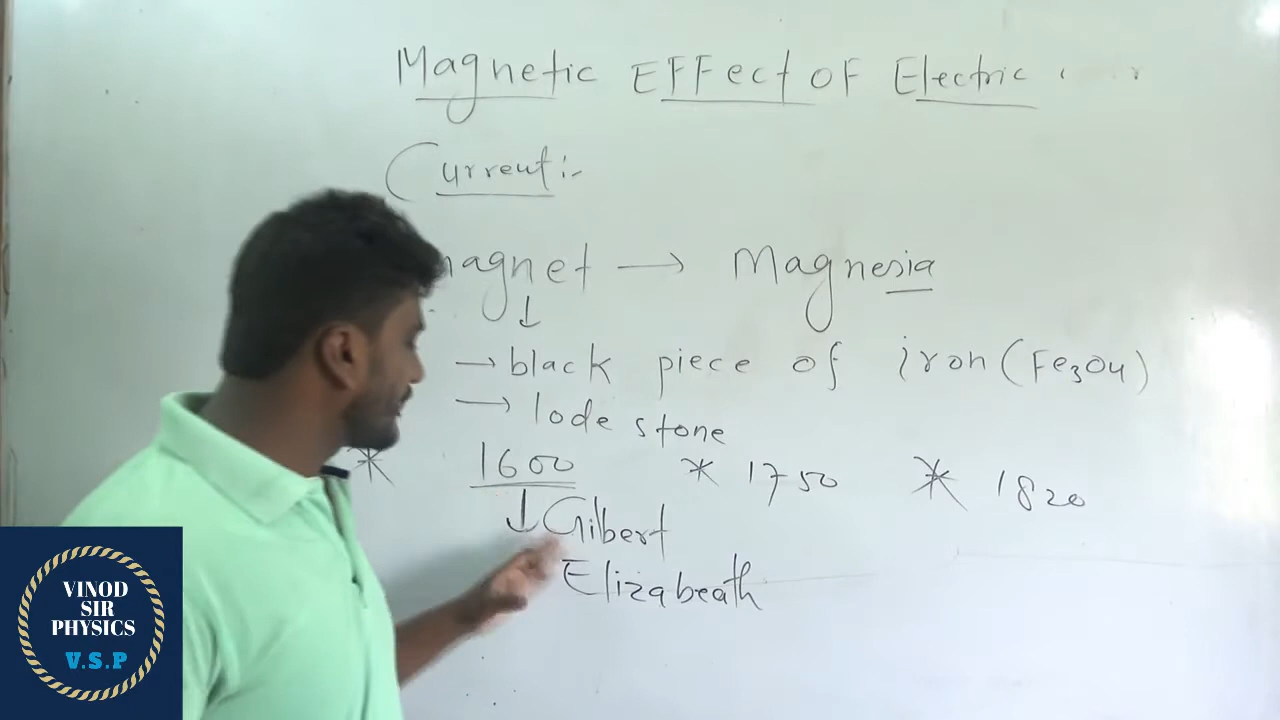 Magnetic EFFect OF Electric
Current:-
magnet → Magnesia
↓
→ black piece of iron (Fe3O4)
→ lode stone
* 1600 * 1750 * 1820
↓ Gilbert
Elizabeath
VINOD
SIR
PHYSICS
V.S.P